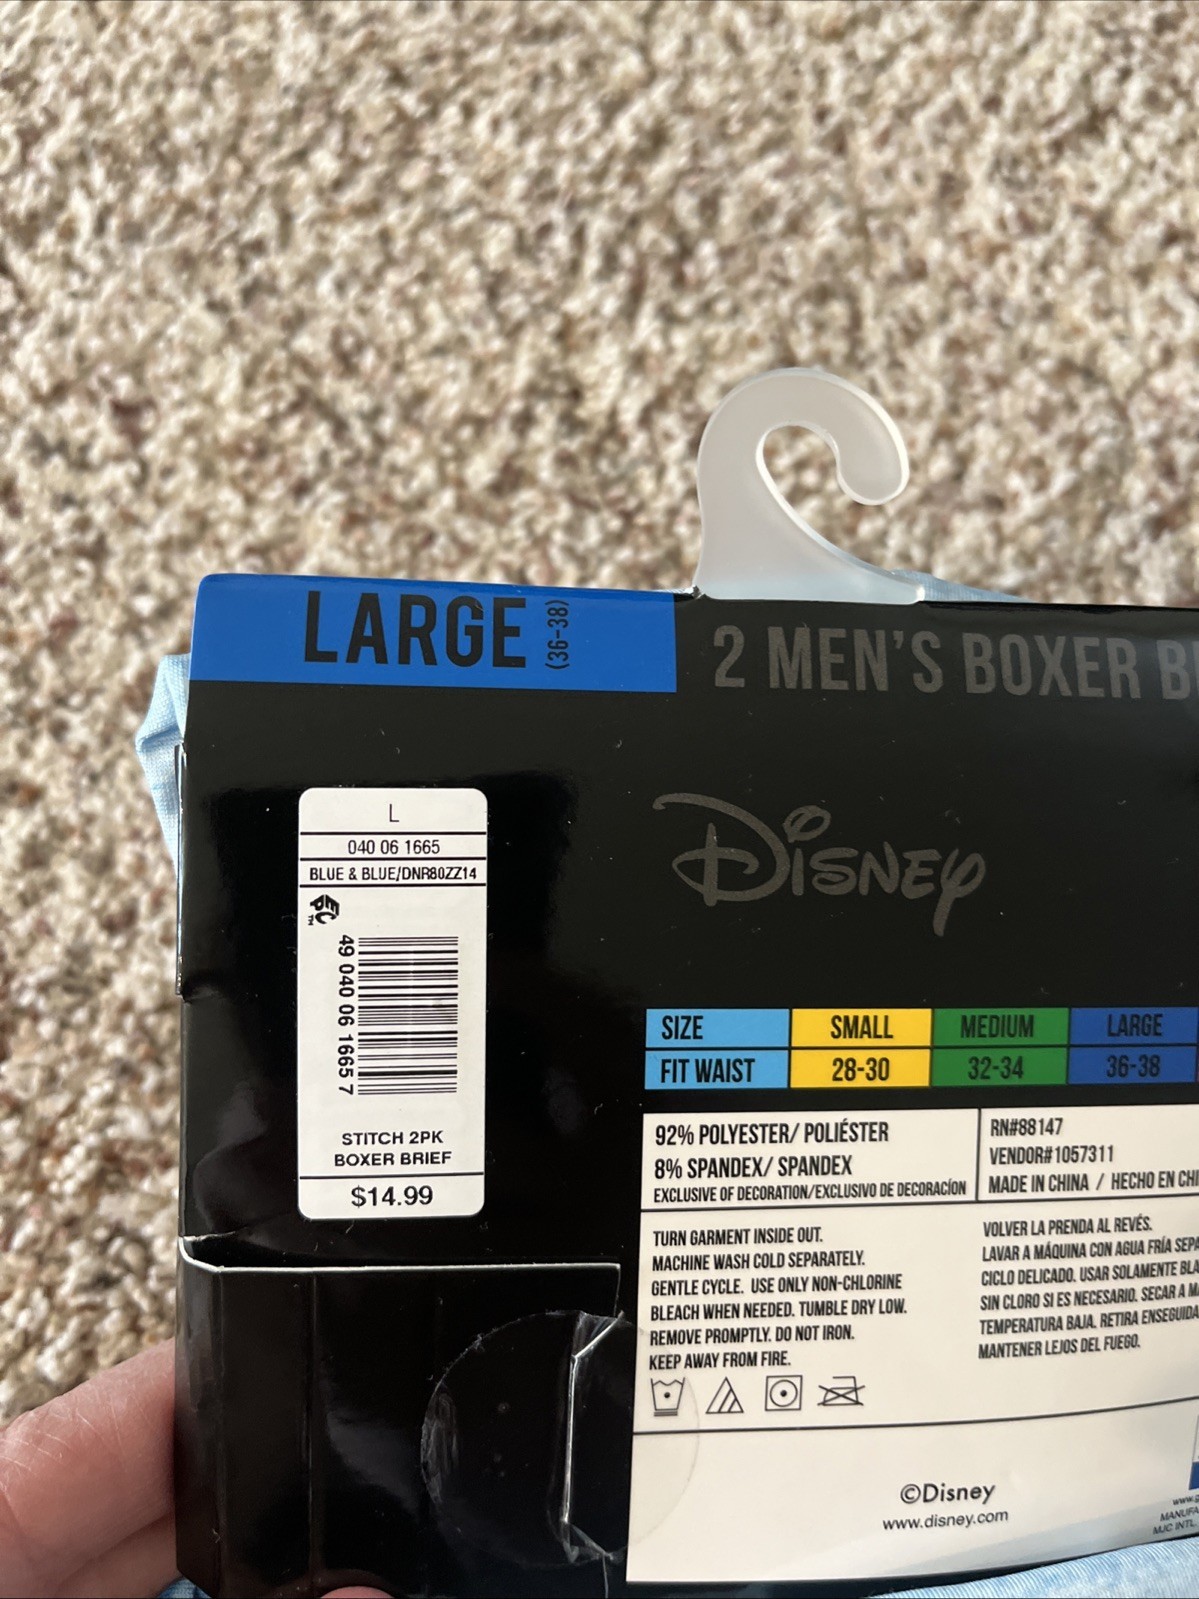 LARGE (36-38)
2 MEN'S BOXER
Disney
L
040 06 1665
BLUE & BLUE/DNR80ZZ14
49 040 06 1665 7
STITCH 2PK
BOXER BRIEF
$14.99
SIZE SMALL MEDIUM LARGE
FIT WAIST 28-30 32-34 36-38
92% POLYESTER/ POLIÉSTER
8% SPANDEX/ SPANDEX
EXCLUSIVE OF DECORATION/EXCLUSIVO DE DECORACÍON
RN#88147
VENDOR#1057311
MADE IN CHINA / HECHO EN
TURN GARMENT INSIDE OUT.
MACHINE WASH COLD SEPARATELY.
GENTLE CYCLE. USE ONLY NON-CHLORINE
BLEACH WHEN NEEDED. TUMBLE DRY LOW.
REMOVE PROMPTLY. DO NOT IRON.
KEEP AWAY FROM FIRE.
VOLVER LA PRENDA AL REVÉS.
LAVAR A MÁQUINA CON AGUA FRÍA
CICLO DELICADO. USAR SOLAMENTE
SIN CLORO SI ES NECESARIO. SECAR A
TEMPERATURA BAJA. RETIRA
MANTENER LEJOS DEL FUEGO.
©Disney
www.disney.com
MJC INTL.